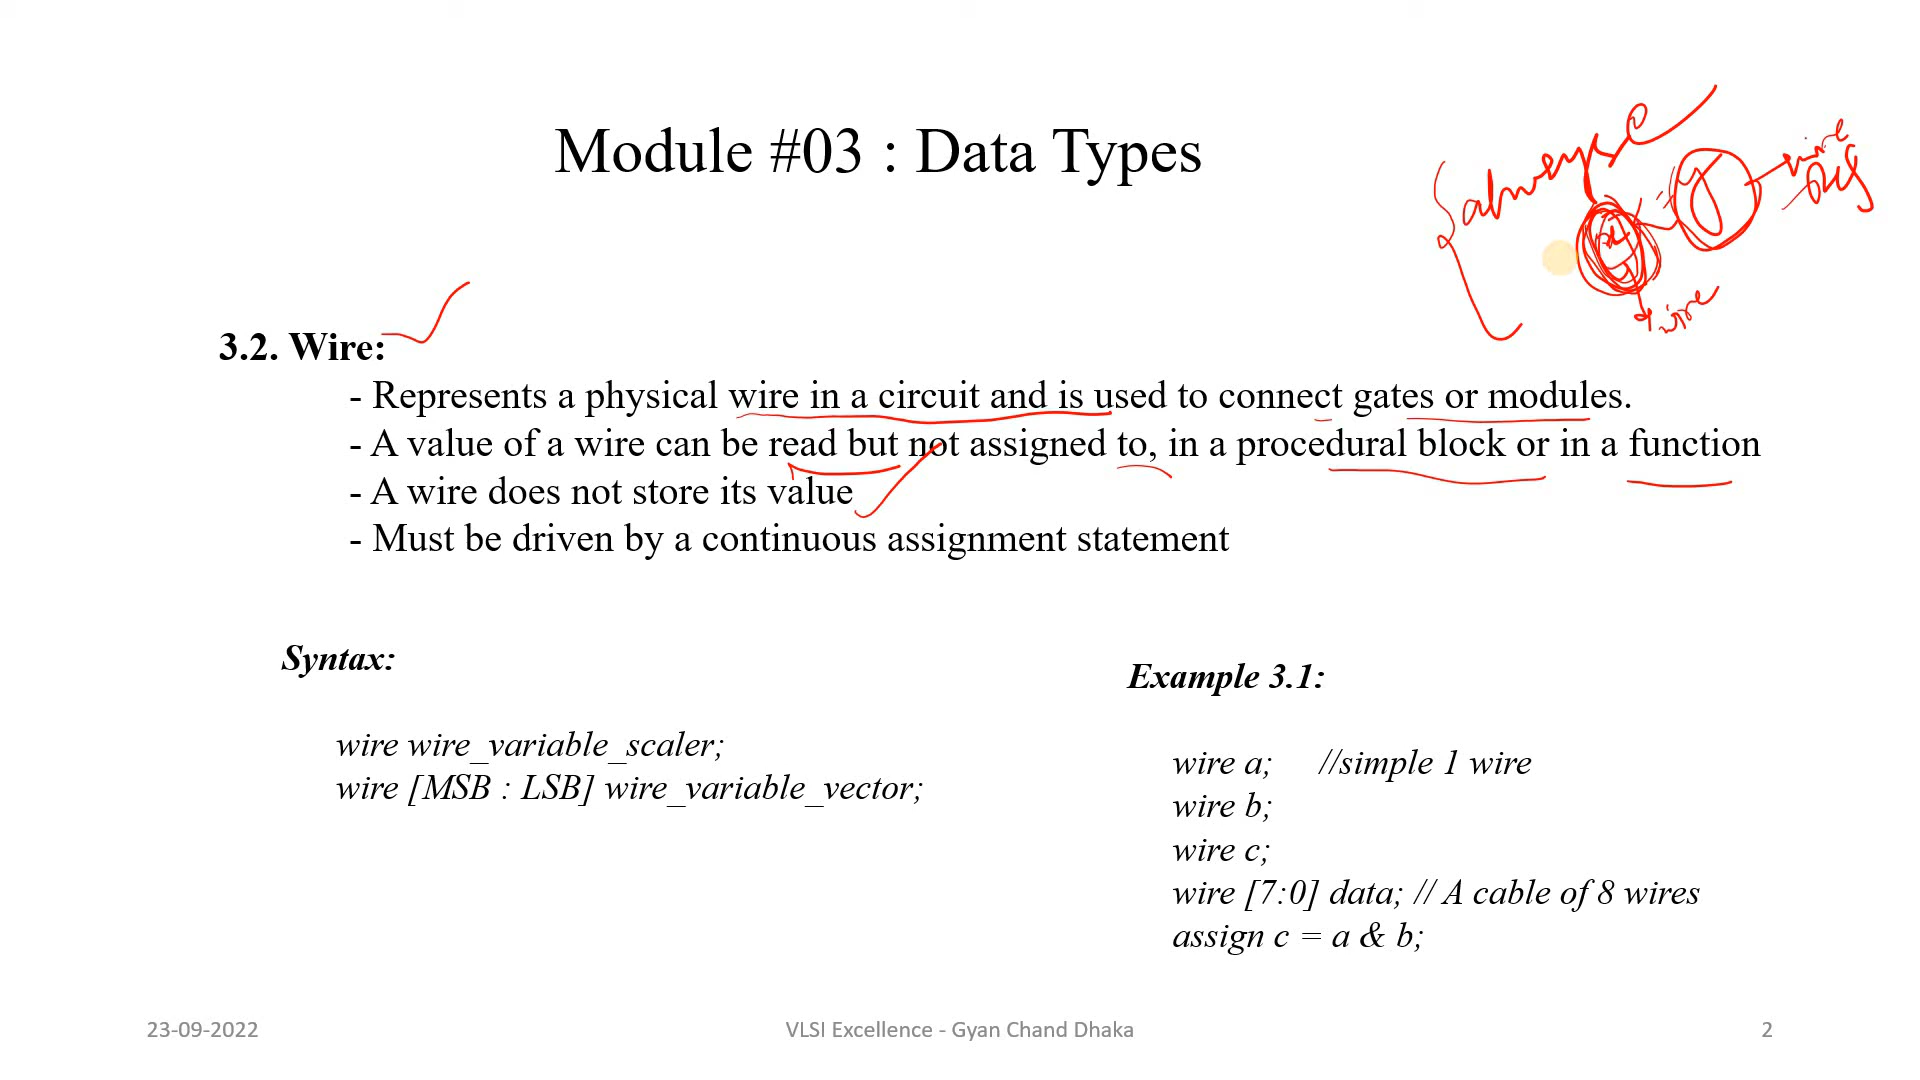 Module #03 : Data Types
always @
x = y wire
reg
wire
3.2. Wire:
- Represents a physical wire in a circuit and is used to connect gates or modules.
- A value of a wire can be read but not assigned to, in a procedural block or in a function
- A wire does not store its value
- Must be driven by a continuous assignment statement
Syntax:
wire wire_variable_scaler;
wire [MSB : LSB] wire_variable_vector;
Example 3.1:
wire a; //simple 1 wire
wire b;
wire c;
wire [7:0] data; // A cable of 8 wires
assign c = a & b;
23-09-2022 VLSI Excellence - Gyan Chand Dhaka 2